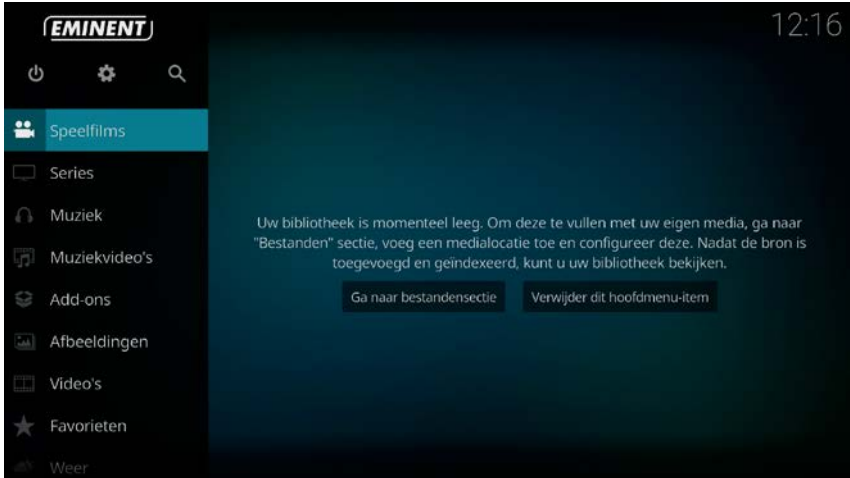 EMINENT
12:16
Speelfilms
Series
Muziek
Muziekvideo's
Add-ons
Afbeeldingen
Video's
Favorieten
Weer
Uw bibliotheek is momenteel leeg. Om deze te vullen met uw eigen media, ga naar
"Bestanden" sectie, voeg een medialocatie toe en configureer deze. Nadat de bron is
toegevoegd en geïndexeerd, kunt u uw bibliotheek bekijken.
Ga naar bestandensectie
Verwijder dit hoofdmenu-item